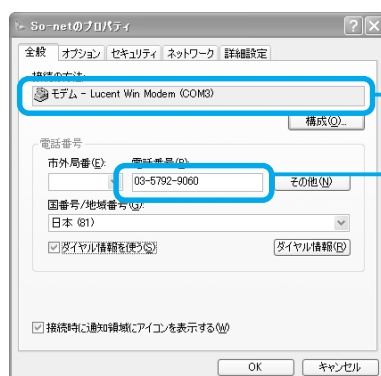 So-netのプロパティ
全般 オプション セキュリティ ネットワーク 詳細設定
接続の方法:
モデム - Lucent Win Modem (COM3)
構成(O)...
電話番号
市外局番(E): 電話番号(P):
03-5792-9060 その他(N)
国番号/地域番号(G):
日本 (81)
ダイヤル情報を使う(S) ダイヤル情報(R)
接続時に通知領域にアイコンを表示する(W)
OK キャンセル